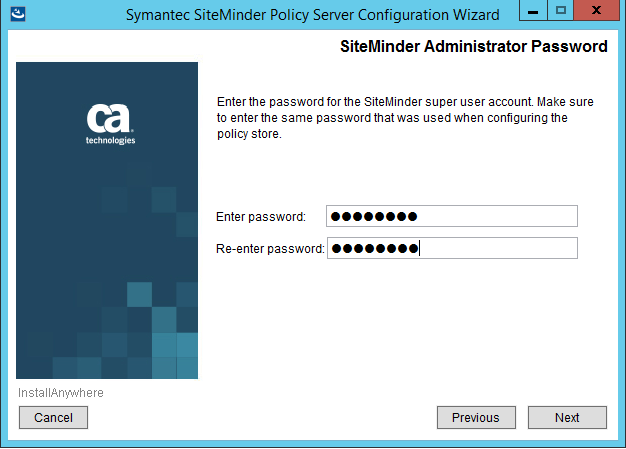 Symantec SiteMinder Policy Server Configuration Wizard
SiteMinder Administrator Password
ca
technologies
Enter the password for the SiteMinder super user account. Make sure
to enter the same password that was used when configuring the
policy store.
Enter password: ●●●●●●●●
Re-enter password: ●●●●●●●●
InstallAnywhere
Cancel
Previous
Next